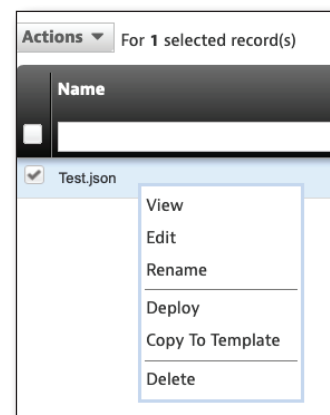 Actions For 1 selected record(s)
Name
Test.json
View
Edit
Rename
Deploy
Copy To Template
Delete